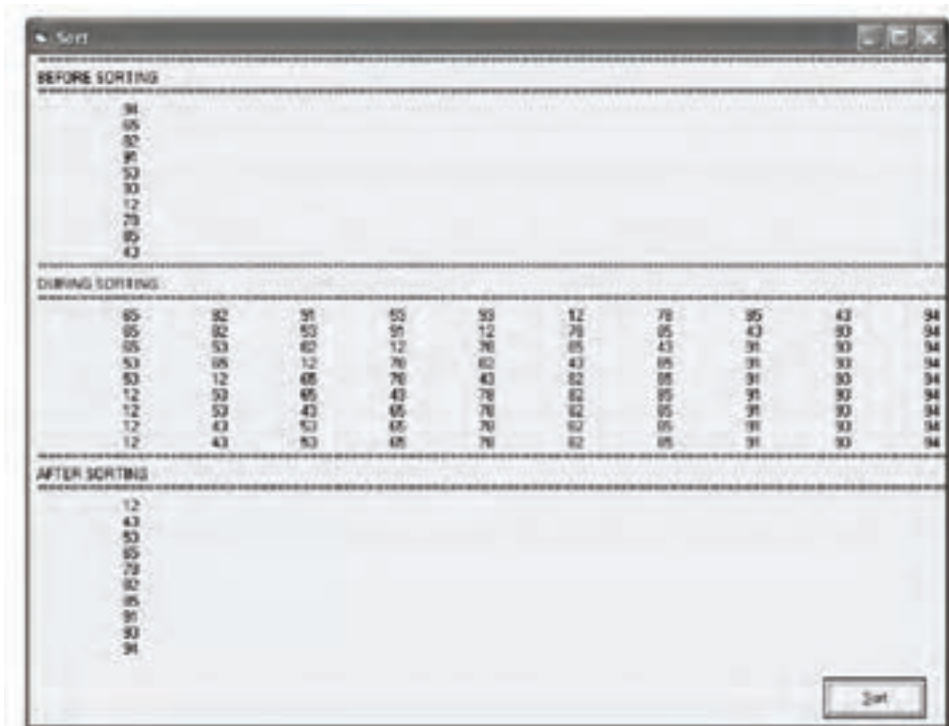 Sort
BEFORE SORTING
94
65
82
91
53
93
12
78
85
43
DURING SORTING
65 82 91 53 93 12 78 85 43 94
65 82 53 91 12 78 85 43 93 94
65 53 82 12 78 85 43 91 93 94
53 65 12 78 82 43 85 91 93 94
53 12 65 78 43 82 85 91 93 94
12 53 65 43 78 82 85 91 93 94
12 53 43 65 78 82 85 91 93 94
12 43 53 65 78 82 85 91 93 94
12 43 53 65 78 82 85 91 93 94
AFTER SORTING
12
43
53
65
78
82
85
91
93
94
Sort